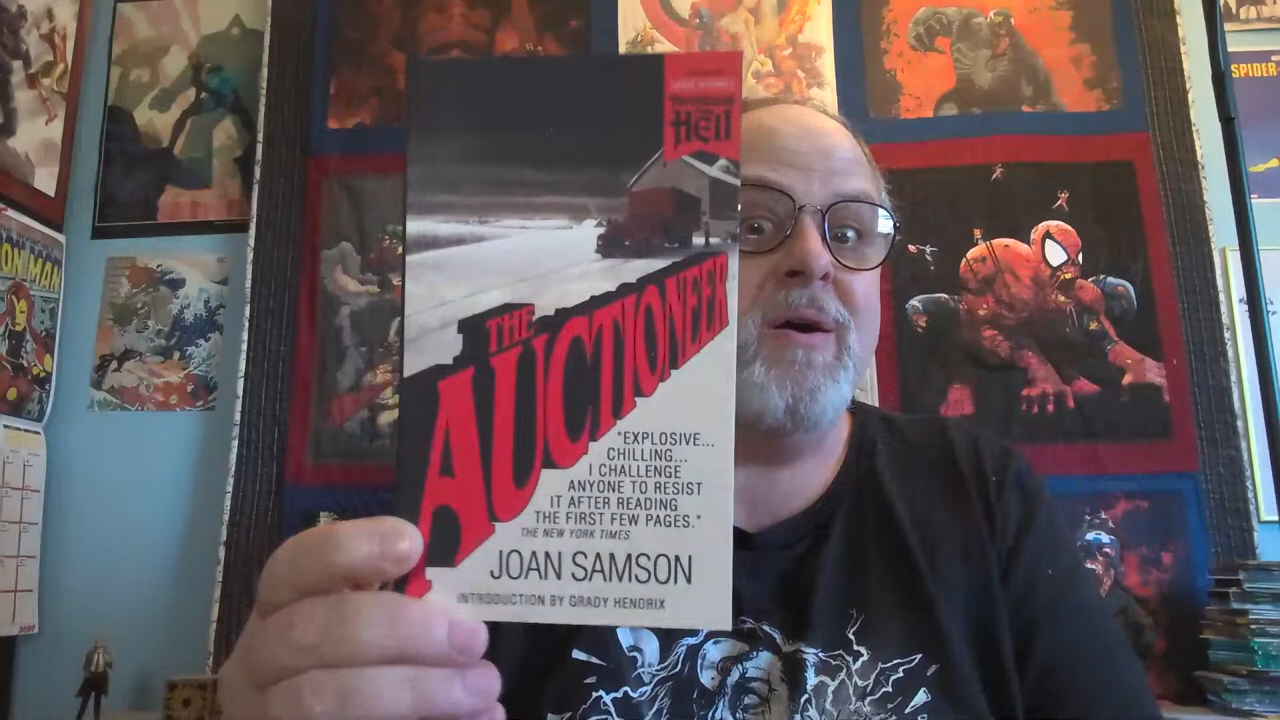 HELL
THE
AUCTIONEER
"EXPLOSIVE...
CHILLING...
I CHALLENGE
ANYONE TO RESIST
IT AFTER READING
THE FIRST FEW PAGES."
THE NEW YORK TIMES
JOAN SAMSON
INTRODUCTION BY GRADY HENDRIX
ON MAN
SPIDER-